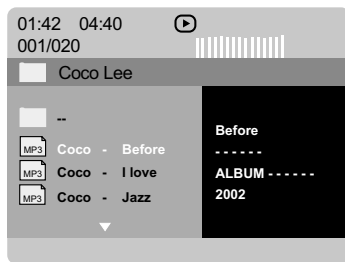 01:42 04:40
001/020
Coco Lee
--
MP3 Coco - Before
MP3 Coco - I love
MP3 Coco - Jazz
Before
- - - - - -
ALBUM - - - - - -
2002